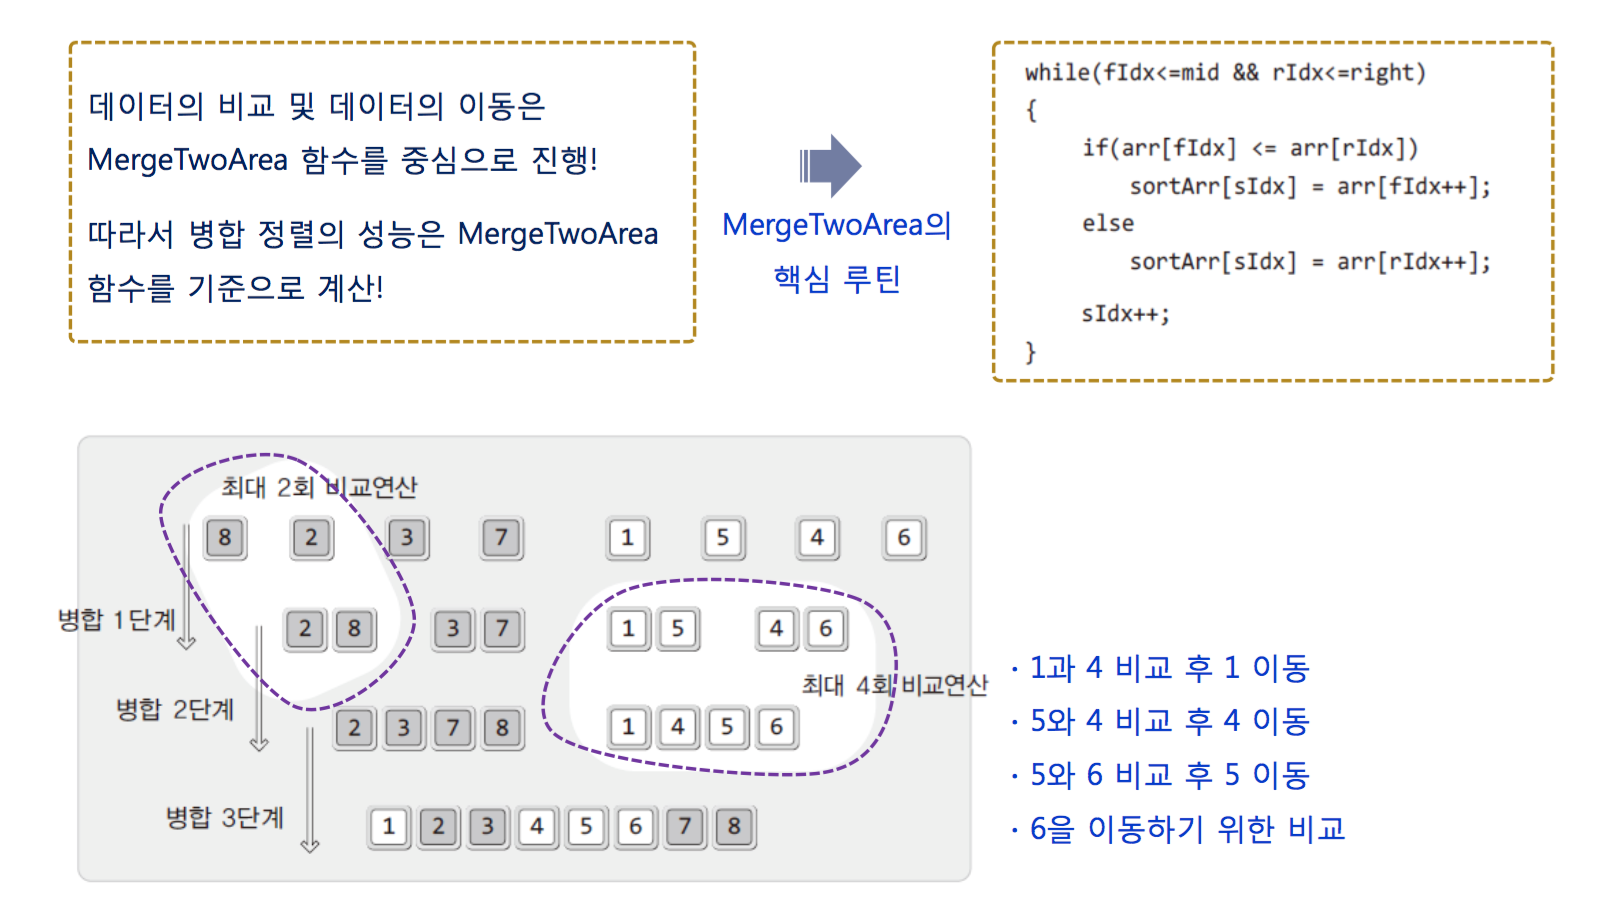 데이터의 비교 및 데이터의 이동은
MergeTwoArea 함수를 중심으로 진행!
따라서 병합 정렬의 성능은 MergeTwoArea
함수를 기준으로 계산!
MergeTwoArea의
핵심 루틴
while(fIdx<=mid && rIdx<=right)
{
if(arr[fIdx] <= arr[rIdx])
sortArr[sIdx] = arr[fIdx++];
else
sortArr[sIdx] = arr[rIdx++];
sIdx++;
}
최대 2회 비교연산
8 2 3 7 1 5 4 6
병합 1단계
2 8 3 7 1 5 4 6
최대 4회 비교연산
병합 2단계
2 3 7 8 1 4 5 6
병합 3단계
1 2 3 4 5 6 7 8
· 1과 4 비교 후 1 이동
· 5와 4 비교 후 4 이동
· 5와 6 비교 후 5 이동
· 6을 이동하기 위한 비교